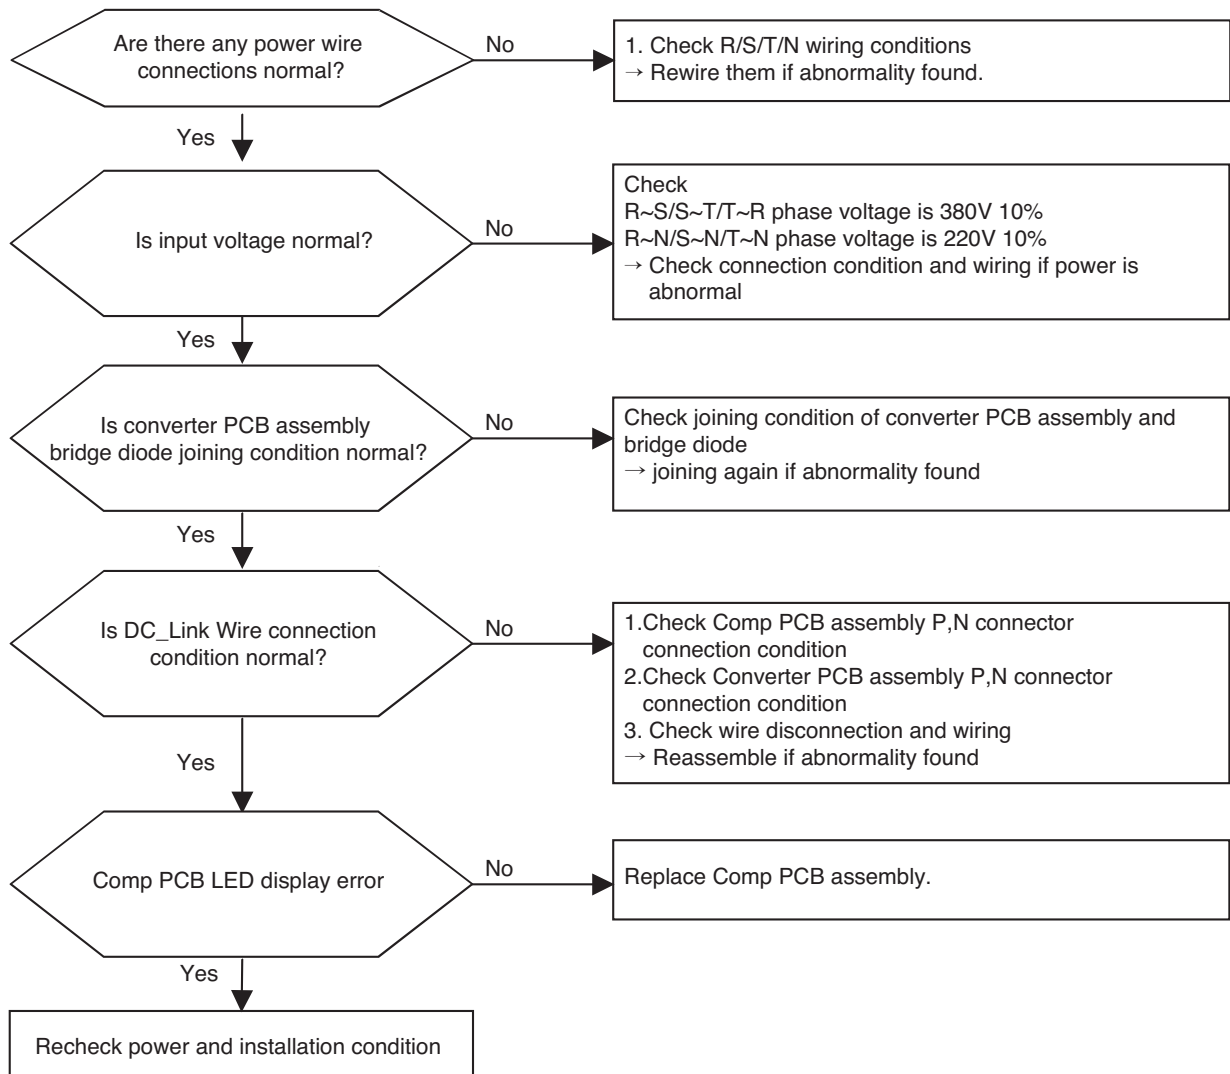 Are there any power wire
connections normal?
No
1. Check R/S/T/N wiring conditions
→ Rewire them if abnormality found.
Yes
Is input voltage normal?
No
Check
R~S/S~T/T~R phase voltage is 380V 10%
R~N/S~N/T~N phase voltage is 220V 10%
→ Check connection condition and wiring if power is
abnormal
Yes
Is converter PCB assembly
bridge diode joining condition normal?
No
Check joining condition of converter PCB assembly and
bridge diode
→ joining again if abnormality found
Yes
Is DC_Link Wire connection
condition normal?
No
1.Check Comp PCB assembly P,N connector
connection condition
2.Check Converter PCB assembly P,N connector
connection condition
3. Check wire disconnection and wiring
→ Reassemble if abnormality found
Yes
Comp PCB LED display error
No
Replace Comp PCB assembly.
Yes
Recheck power and installation condition